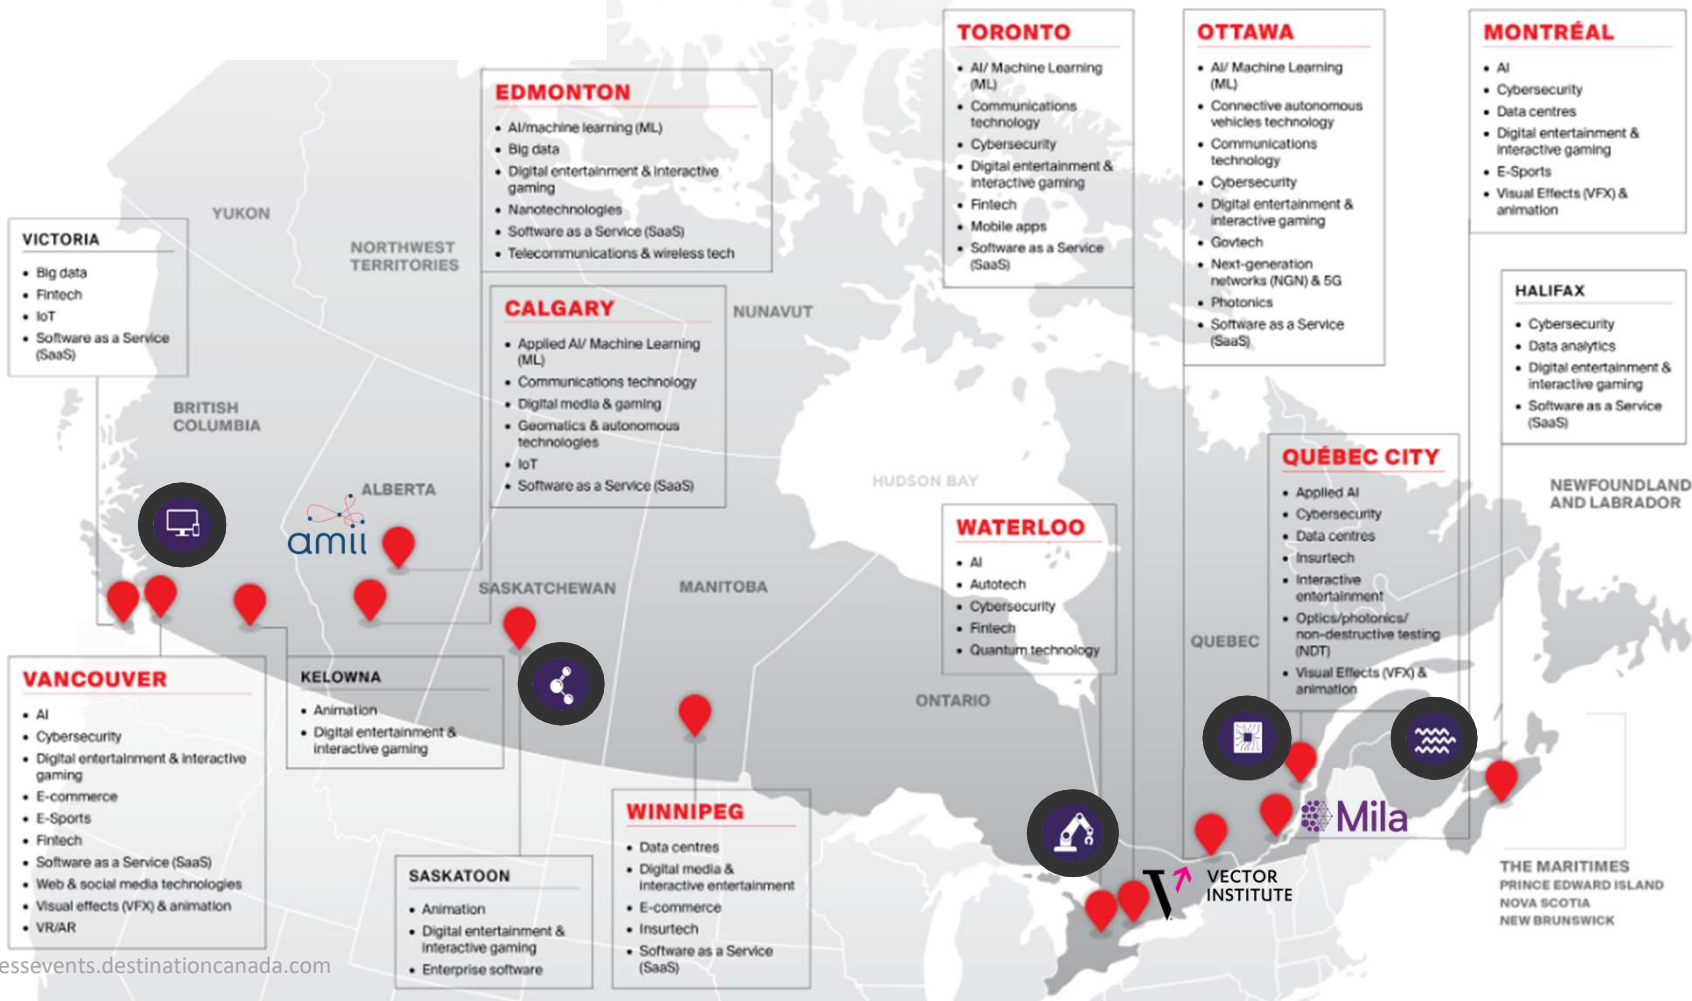 TORONTO
• AI/ Machine Learning
(ML)
• Communications
technology
• Cybersecurity
• Digital entertainment &
interactive gaming
• Fintech
• Mobile apps
• Software as a Service
(SaaS)
OTTAWA
• AI/ Machine Learning
(ML)
• Connective autonomous
vehicles technology
• Communications
technology
• Cybersecurity
• Digital entertainment &
interactive gaming
• Govtech
• Next-generation
networks (NGN) & 5G
• Photonics
• Software as a Service
(SaaS)
MONTRÉAL
• AI
• Cybersecurity
• Data centres
• Digital entertainment &
interactive gaming
• E-Sports
• Visual Effects (VFX) &
animation
EDMONTON
• AI/machine learning (ML)
• Big data
• Digital entertainment & interactive
gaming
• Nanotechnologies
• Software as a Service (SaaS)
• Telecommunications & wireless tech
YUKON
NORTHWEST
TERRITORIES
VICTORIA
• Big data
• Fintech
• IoT
• Software as a Service
(SaaS)
CALGARY
• Applied AI/ Machine Learning
(ML)
• Communications technology
• Digital media & gaming
• Geomatics & autonomous
technologies
• IoT
• Software as a Service (SaaS)
NUNAVUT
HALIFAX
• Cybersecurity
• Data analytics
• Digital entertainment &
interactive gaming
• Software as a Service
(SaaS)
BRITISH
COLUMBIA
ALBERTA
amii
HUDSON BAY
QUÉBEC CITY
• Applied AI
• Cybersecurity
• Data centres
• Insurtech
• Interactive
entertainment
• Optics/photonics/
non-destructive testing
(NDT)
• Visual Effects (VFX) &
animation
NEWFOUNDLAND
AND LABRADOR
WATERLOO
• AI
• Autotech
• Cybersecurity
• Fintech
• Quantum technology
SASKATCHEWAN
MANITOBA
QUEBEC
ONTARIO
VANCOUVER
• AI
• Cybersecurity
• Digital entertainment & interactive
gaming
• E-commerce
• E-Sports
• Fintech
• Software as a Service (SaaS)
• Web & social media technologies
• Visual effects (VFX) & animation
• VR/AR
KELOWNA
• Animation
• Digital entertainment &
interactive gaming
WINNIPEG
• Data centres
• Digital media &
interactive entertainment
• E-commerce
• Insurtech
• Software as a Service
(SaaS)
Mila
SASKATOON
• Animation
• Digital entertainment &
interactive gaming
• Enterprise software
VECTOR
INSTITUTE
THE MARITIMES
PRINCE EDWARD ISLAND
NOVA SCOTIA
NEW BRUNSWICK
essevents.destinationcanada.com